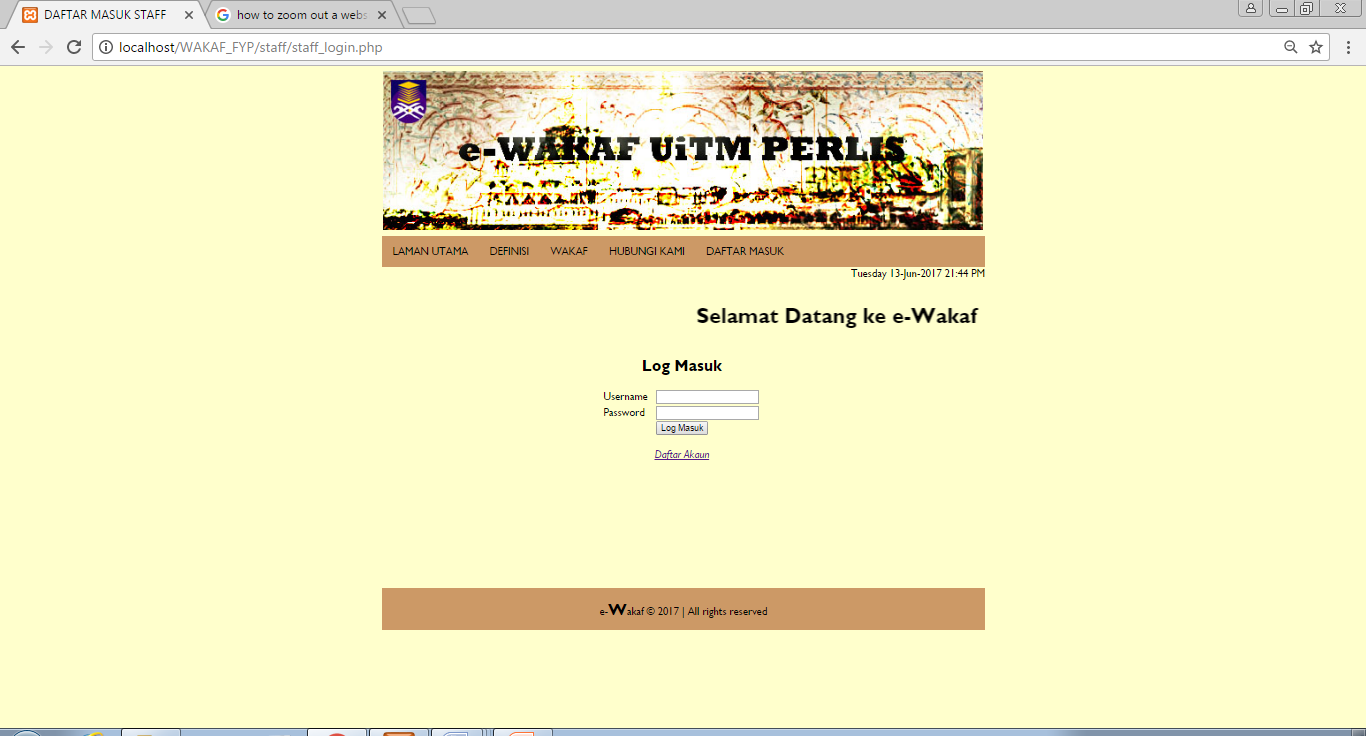 DAFTAR MASUK STAFF
how to zoom out a webs
localhost/WAKAF_FYP/staff/staff_login.php
e-WAKAF UiTM PERLIS
LAMAN UTAMA DEFINISI WAKAF HUBUNGI KAMI DAFTAR MASUK
Tuesday 13-Jun-2017 21:44 PM
Selamat Datang ke e-Wakaf
Log Masuk
Username
Password
Log Masuk
Daftar Akaun
e-Wakaf © 2017 | All rights reserved